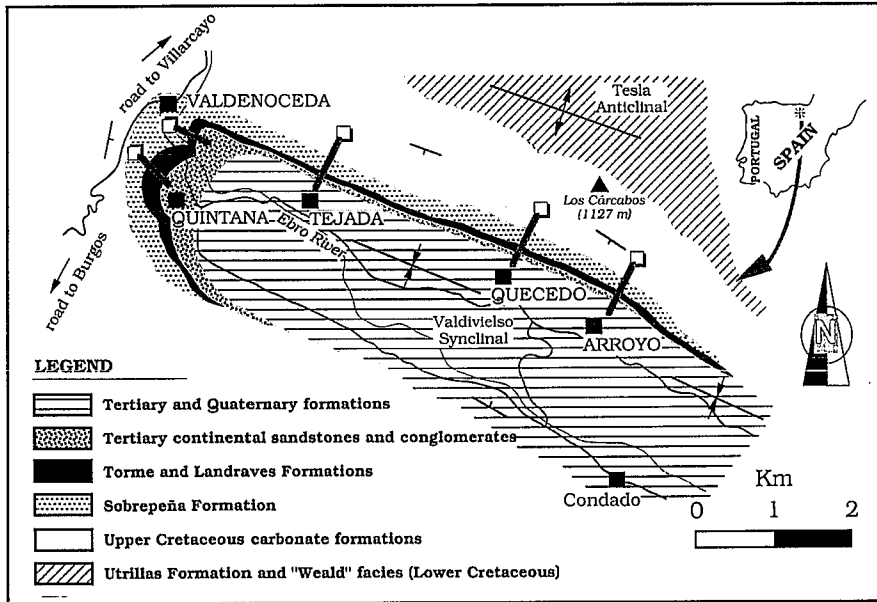 road to Villarcayo
VALDENOCEDA
Tesla
Anticlinal
PORTUGAL
SPAIN
Los Cárcabos
(1127 m)
QUINTANA
TEJADA
Ebro River
road to Burgos
QUECEDO
Valdivielso
Synclinal
ARROYO
N
LEGEND
Tertiary and Quaternary formations
Tertiary continental sandstones and conglomerates
Torme and Landraves Formations
Sobrepeña Formation
Upper Cretaceous carbonate formations
Utrillas Formation and "Weald" facies (Lower Cretaceous)
Condado
Km
0 1 2